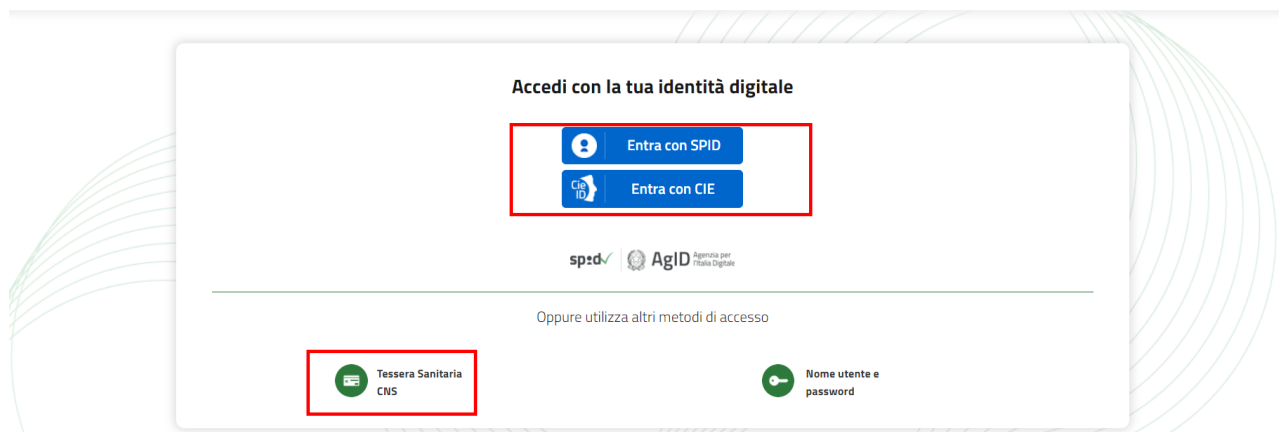 Accedi con la tua identità digitale
Entra con SPID
Cie
ID
Entra con CIE
sp:d
AgID
Agenzia per
l'Italia Digitale
Oppure utilizza altri metodi di accesso
Tessera Sanitaria
CNS
Nome utente e
password